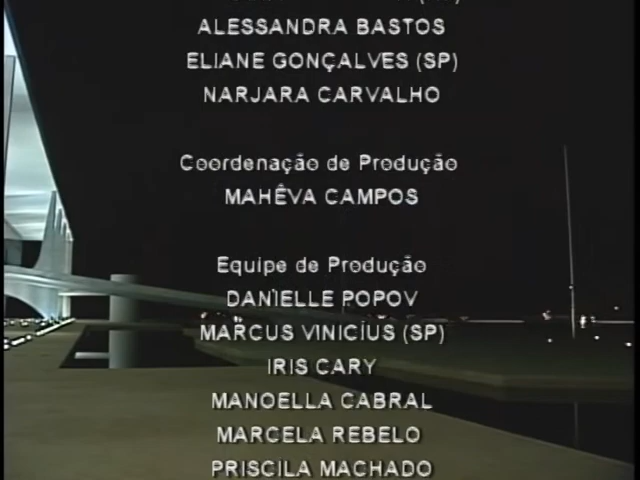 ALESSANDRA BASTOS
ELIANE GONÇALVES (SP)
NARJARA CARVALHO
Coordenação de Produção
MAHÊVA CAMPOS
Equipe de Produção
DANIELLE POPOV
MARCUS VINICÍUS (SP)
IRIS CARY
MANOELLA CABRAL
MARCELA REBELO
PRISCILA MACHADO